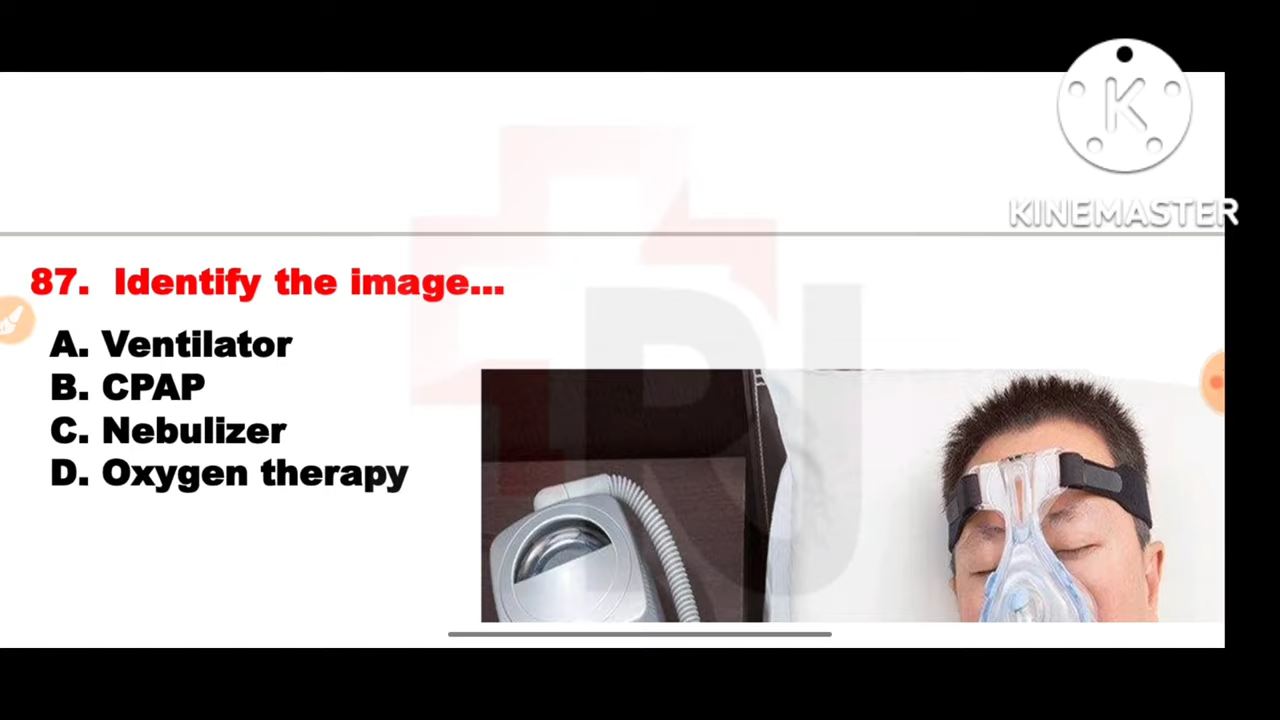 KINEMASTER
87. Identify the image...
A. Ventilator
B. CPAP
C. Nebulizer
D. Oxygen therapy